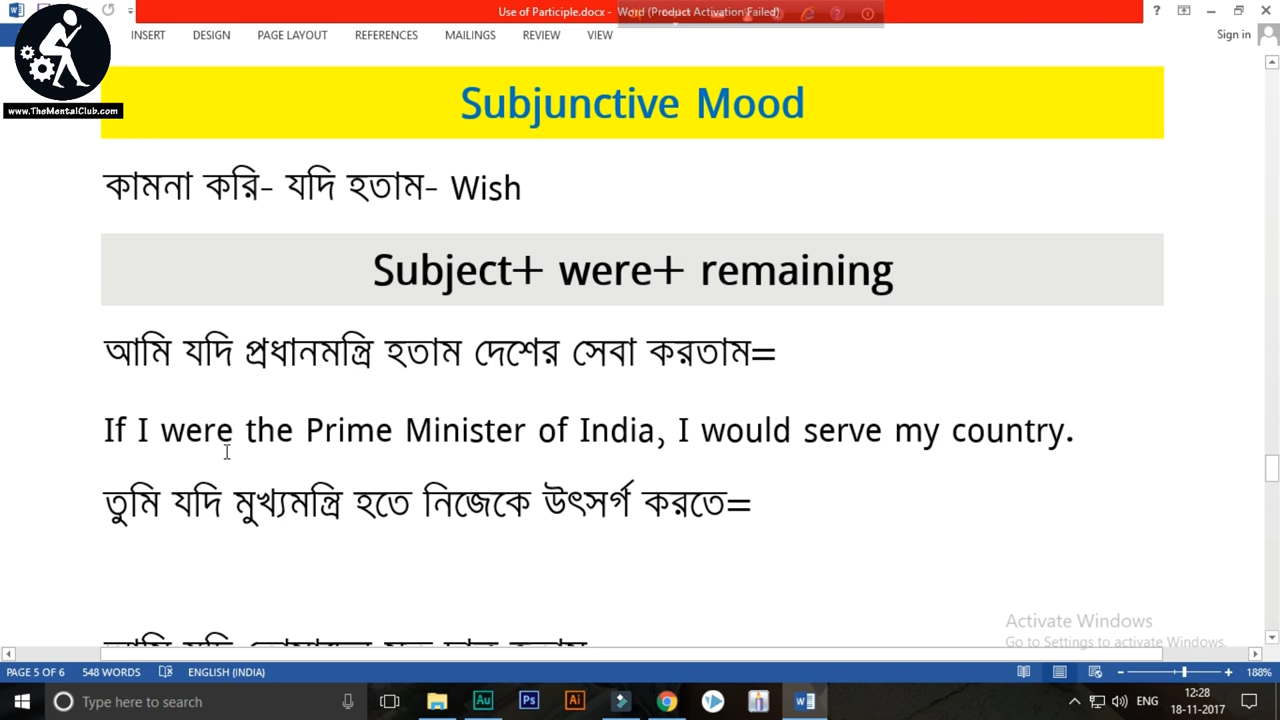 Use of Participle.docx - Word (Product Activation Failed)
INSERT DESIGN PAGE LAYOUT REFERENCES MAILINGS REVIEW VIEW
Sign in
www.TheMentalClub.com
Subjunctive Mood
কামনা করি- যদি হতাম- Wish
Subject+ were+ remaining
আমি যদি প্রধানমন্ত্রি হতাম দেশের সেবা করতাম=
If I were the Prime Minister of India, I would serve my country.
তুমি যদি মুখ্যমন্ত্রি হতে নিজেকে উৎসর্গ করতে=
Activate Windows
Go to Settings to activate Windows.
PAGE 5 OF 6 548 WORDS ENGLISH (INDIA) 188%
Type here to search
ENG
12:28
18-11-2017